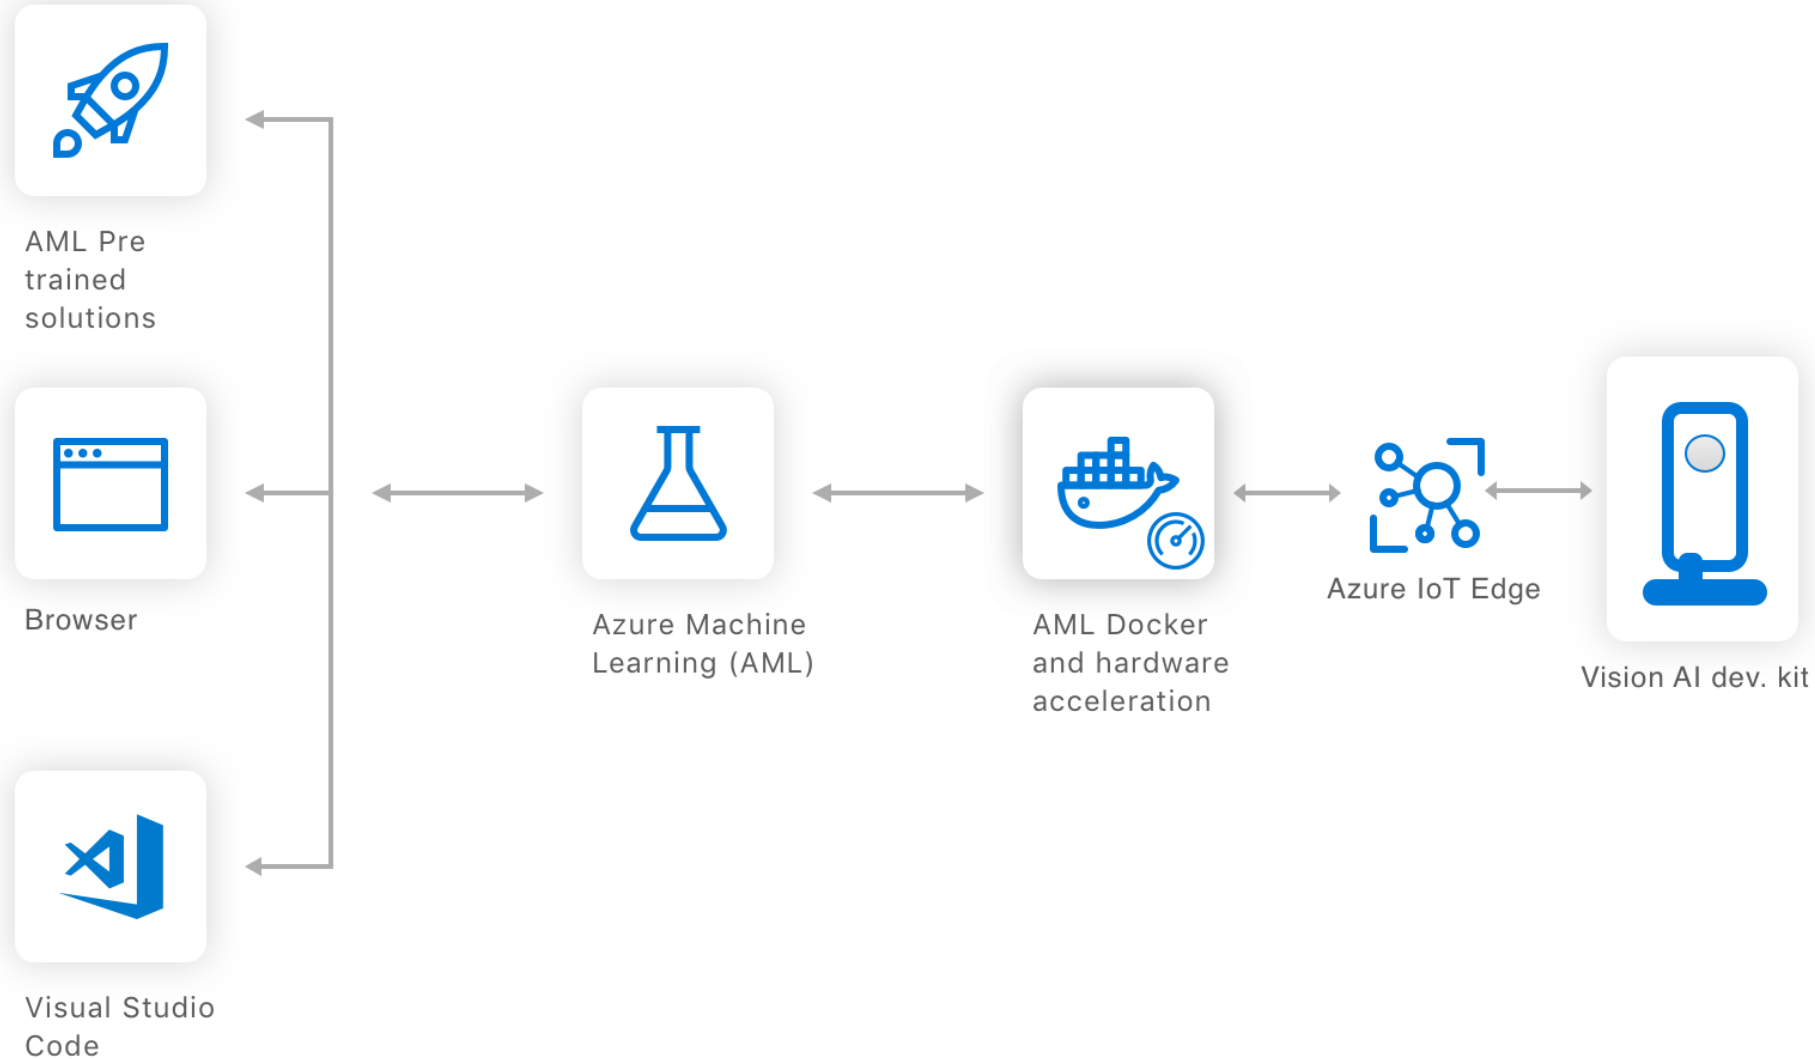 AML Pre
trained
solutions
Browser
Visual Studio
Code
Azure Machine
Learning (AML)
AML Docker
and hardware
acceleration
Azure IoT Edge
Vision AI dev. kit